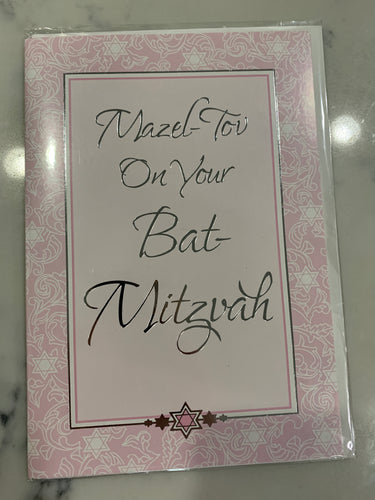 Mazel-Tov
On Your
Bat-
Mitzvah